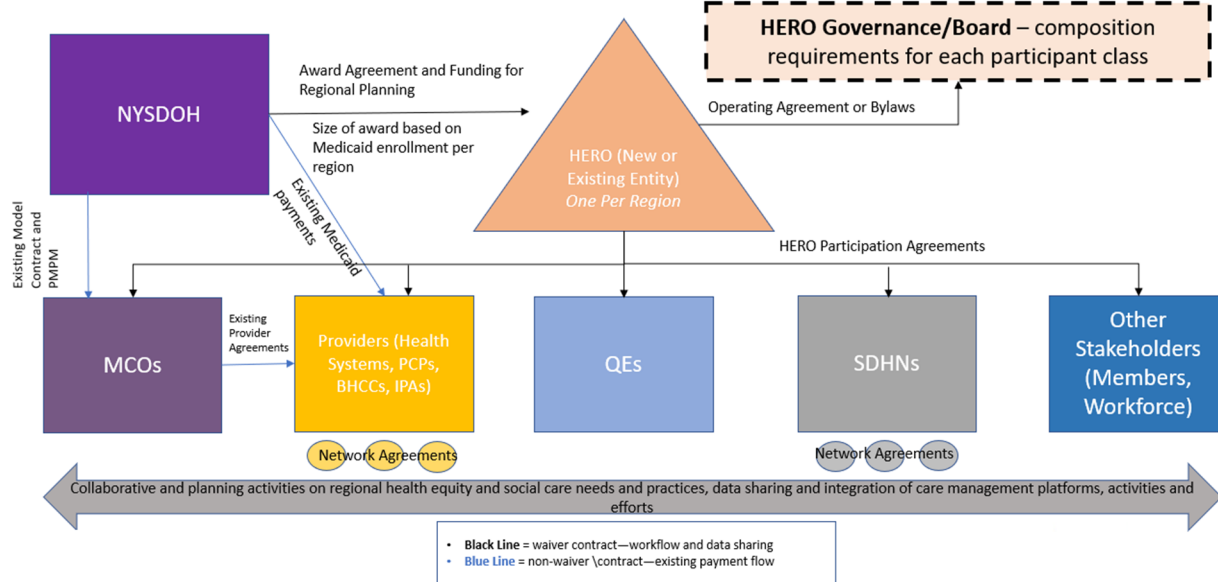 HERO Governance/Board – composition
requirements for each participant class
NYSDOH
Award Agreement and Funding for
Regional Planning
Size of award based on
Medicaid enrollment per
region
Operating Agreement or Bylaws
HERO (New or
Existing Entity)
One Per Region
Existing Model
Contract and
PMPM
Existing Medicaid
payments
HERO Participation Agreements
MCOs
Existing
Provider
Agreements
Providers (Health
Systems, PCPs,
BHCCs, IPAs)
QEs
SDHNs
Other
Stakeholders
(Members,
Workforce)
Network Agreements
Network Agreements
Collaborative and planning activities on regional health equity and social care needs and practices, data sharing and integration of care management platforms, activities and
efforts
• Black Line = waiver contract—workflow and data sharing
• Blue Line = non-waiver \contract—existing payment flow